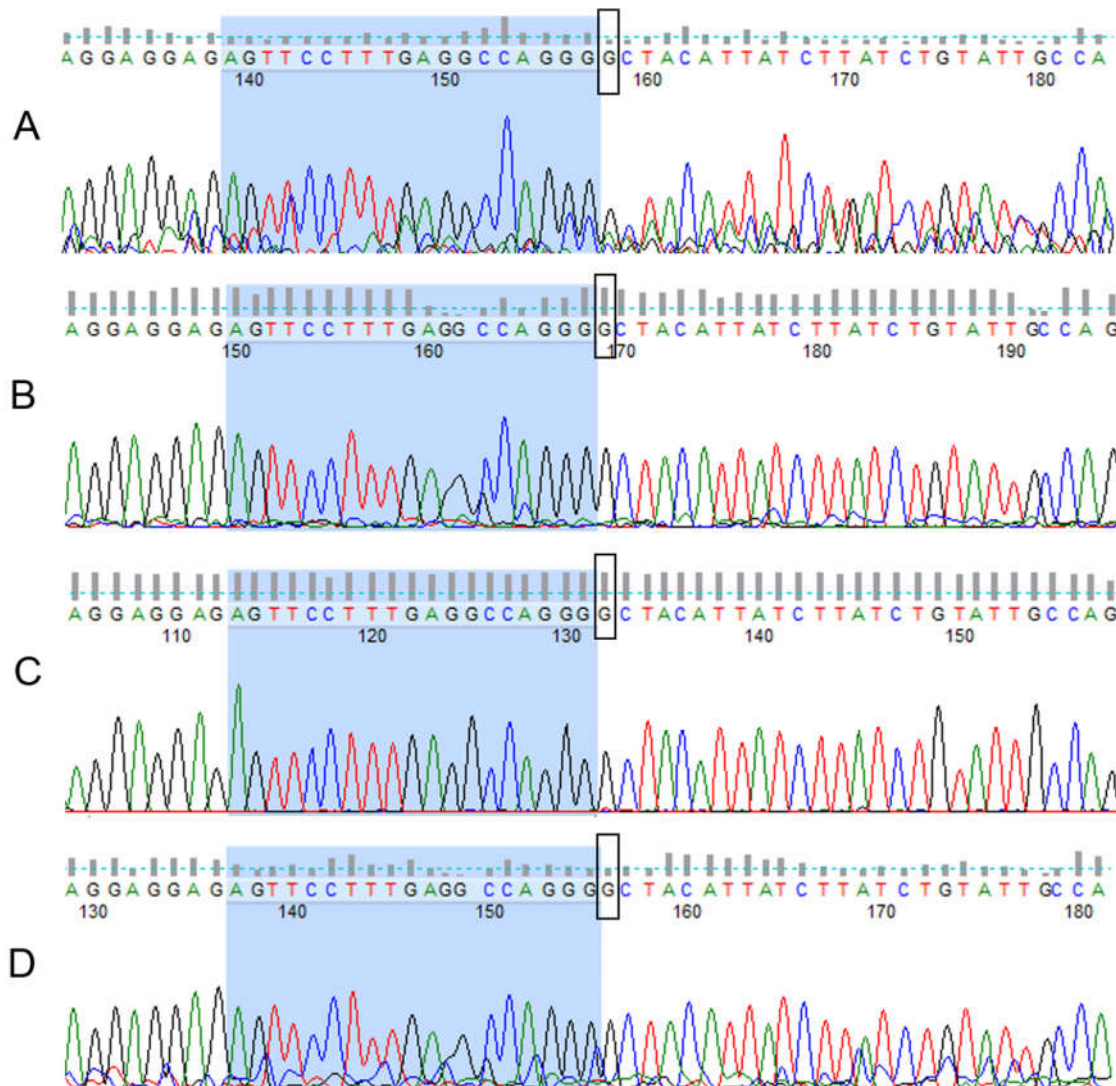 AGGAGGAGAGTTCCTTTGAGGCCAGGGGCTACATTATCTTATCTGTATTGCCA
140 150 160 170 180
A
AGGAGGAGAGTTCCTTTGAGGCCAGGGGCTACATTATCTTATCTGTATTGCCAG
150 160 170 180 190
B
AGGAGGAGAGTTCCTTTGAGGCCAGGGGCTACATTATCTTATCTGTATTGCCAG
110 120 130 140 150
C
AGGAGGAGAGTTCCTTTGAGGCCAGGGGCTACATTATCTTATCTGTATTGCCA
130 140 150 160 170 180
D